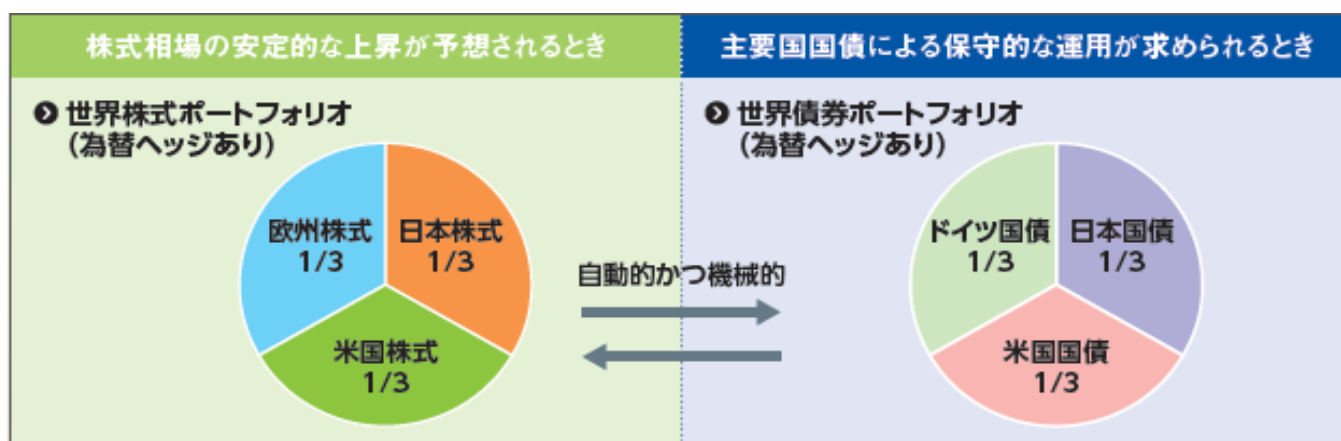 株式相場の安定的な上昇が予想されるとき
主要国国債による保守的な運用が求められるとき
世界株式ポートフォリオ
(為替ヘッジあり)
欧州株式
1/3
日本株式
1/3
米国株式
1/3
自動的かつ機械的
世界債券ポートフォリオ
(為替ヘッジあり)
ドイツ国債
1/3
日本国債
1/3
米国国債
1/3